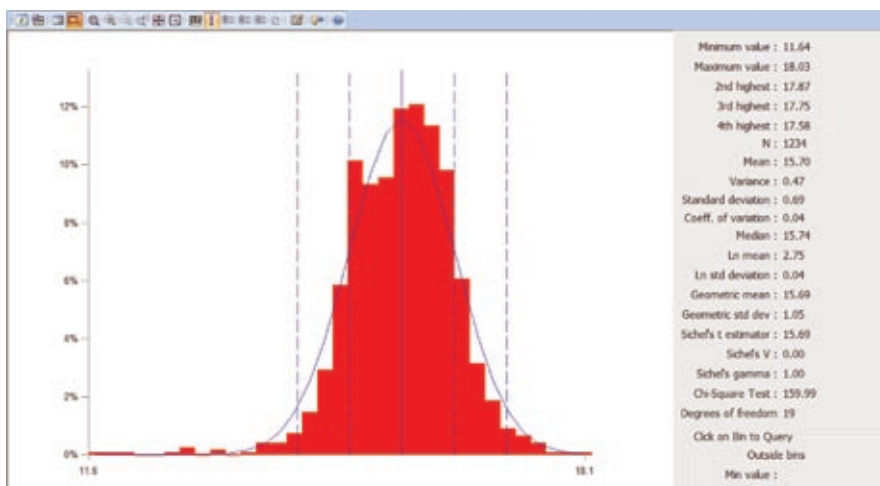 12%
10%
8%
6%
4%
2%
0%
11.6
18.1
Minimum value : 11.64
Maximum value : 18.03
2nd highest : 17.87
3rd highest : 17.75
4th highest : 17.58
N : 1234
Mean : 15.70
Variance : 0.47
Standard deviation : 0.69
Coeff. of variation : 0.04
Median : 15.74
Ln mean : 2.75
Ln std deviation : 0.04
Geometric mean : 15.69
Geometric std dev : 1.05
Sichel's t estimator : 15.69
Sichel's V : 0.00
Sichel's gamma : 1.00
Chi-Square Test : 159.99
Degrees of freedom 19
Click on Bin to Query
Outside bins
Min value :